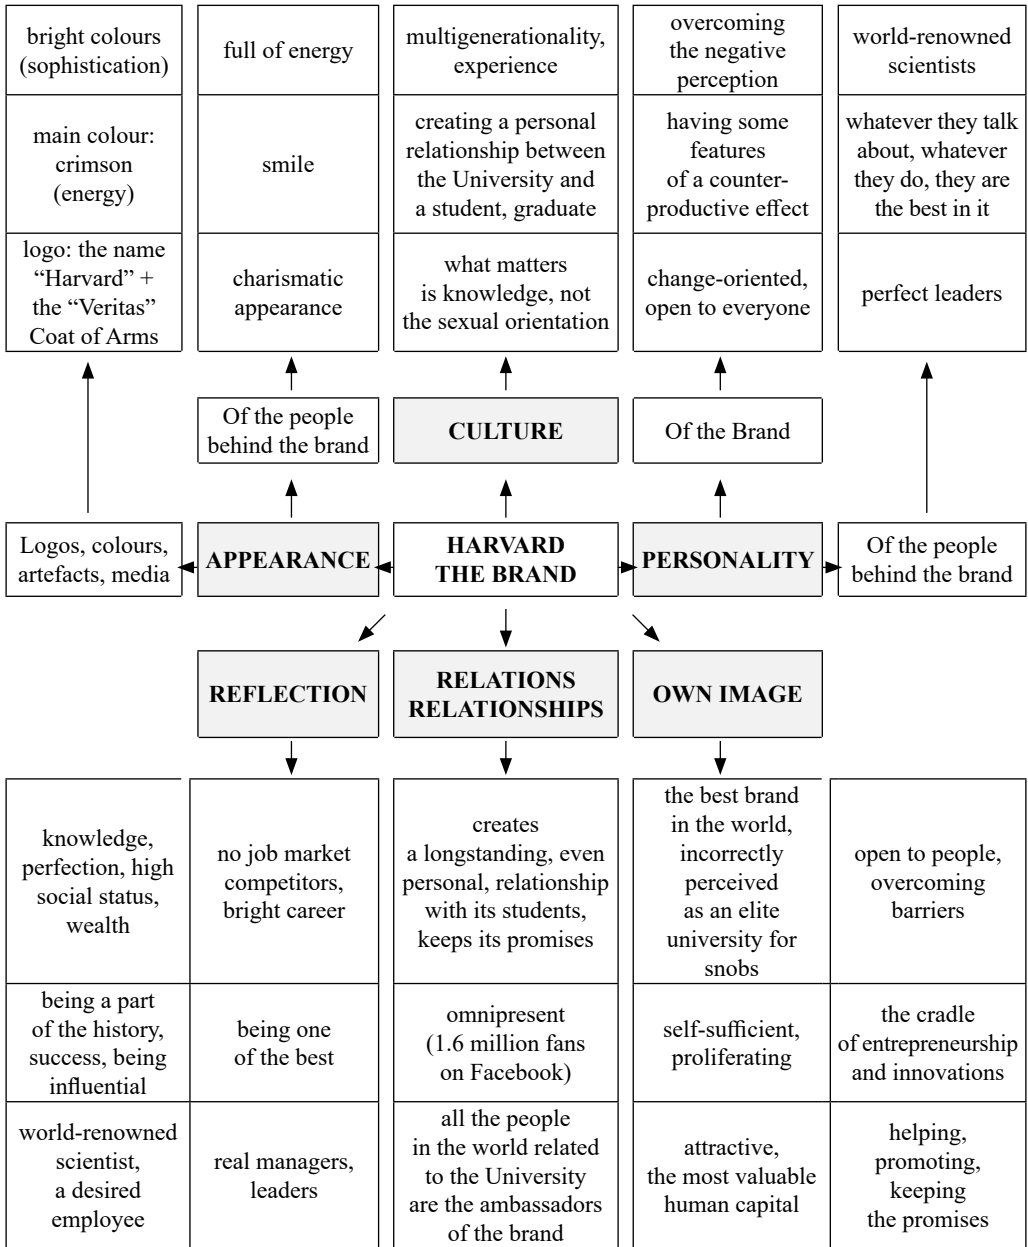 bright colours
(sophistication)
full of energy
multigenerationality,
experience
overcoming
the negative
perception
world-renowned
scientists
main colour:
crimson
(energy)
smile
creating a personal
relationship between
the University and
a student, graduate
having some
features
of a counter-
productive effect
whatever they talk
about, whatever
they do, they are
the best in it
logo: the name
“Harvard” +
the “Veritas”
Coat of Arms
charismatic
appearance
what matters
is knowledge, not
the sexual orientation
change-oriented,
open to everyone
perfect leaders
Of the people
behind the brand
CULTURE
Of the Brand
Logos, colours,
artefacts, media
APPEARANCE
HARVARD
THE BRAND
PERSONALITY
Of the people
behind the brand
REFLECTION
RELATIONS
RELATIONSHIPS
OWN IMAGE
knowledge,
perfection, high
social status,
wealth
no job market
competitors,
bright career
creates
a longstanding, even
personal, relationship
with its students,
keeps its promises
the best brand
in the world,
incorrectly
perceived
as an elite
university for
snobs
open to people,
overcoming
barriers
being a part
of the history,
success, being
influential
being one
of the best
omnipresent
(1.6 million fans
on Facebook)
self-sufficient,
proliferating
the cradle
of entrepreneurship
and innovations
world-renowned
scientist,
a desired
employee
real managers,
leaders
all the people
in the world related
to the University
are the ambassadors
of the brand
attractive,
the most valuable
human capital
helping,
promoting,
keeping
the promises